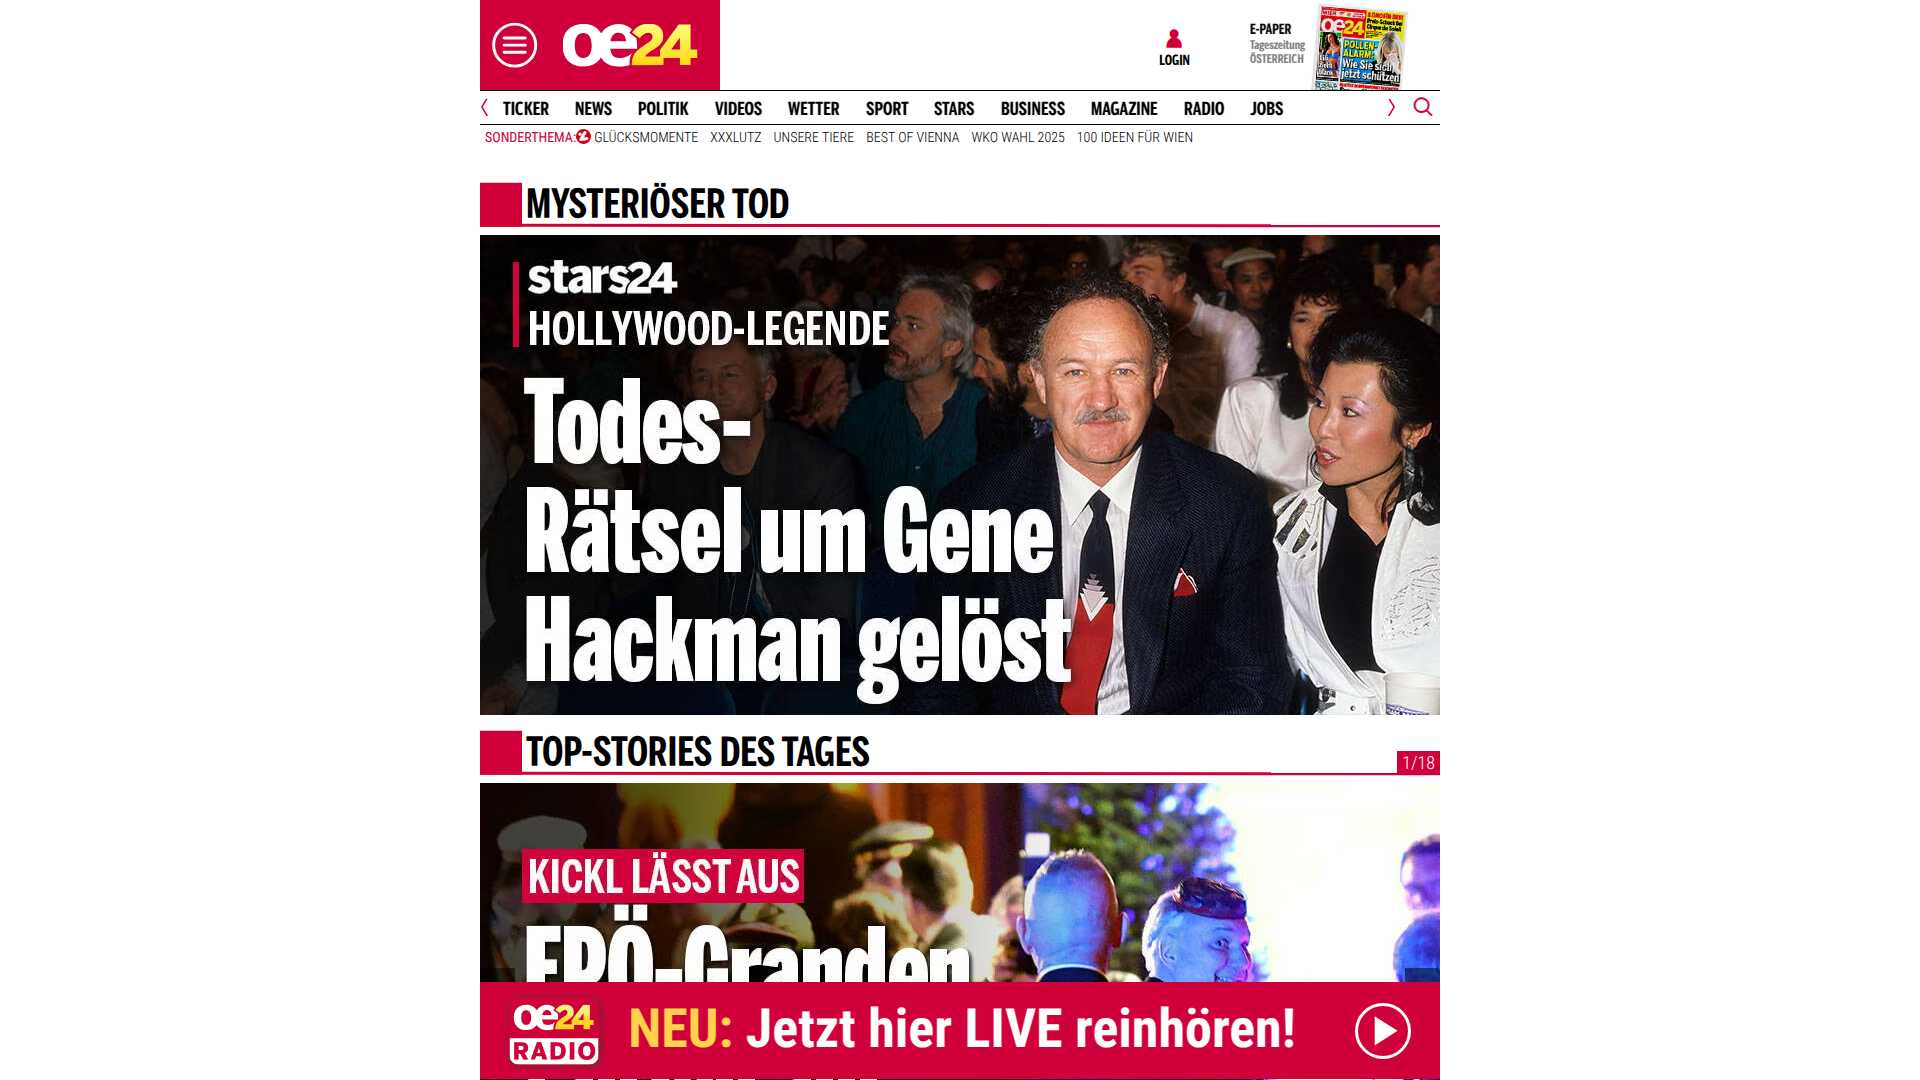 oe24
LOGIN
E-PAPER
Tageszeitung
ÖSTERREICH
oe24
POLLEN-
ALARM:
Wie Sie sich
jetzt schützen
TICKER NEWS POLITIK VIDEOS WETTER SPORT STARS BUSINESS MAGAZINE RADIO JOBS
SONDERTHEMA: GLÜCKSMOMENTE XXXLUTZ UNSERE TIERE BEST OF VIENNA WKO WAHL 2025 100 IDEEN FÜR WIEN
MYSTERIÖSER TOD
stars24
HOLLYWOOD-LEGENDE
Todes-
Rätsel um Gene
Hackman gelöst
TOP-STORIES DES TAGES
1/18
KICKL LÄSST AUS
FPÖ-Granden
oe24
RADIO
NEU: Jetzt hier LIVE reinhören!